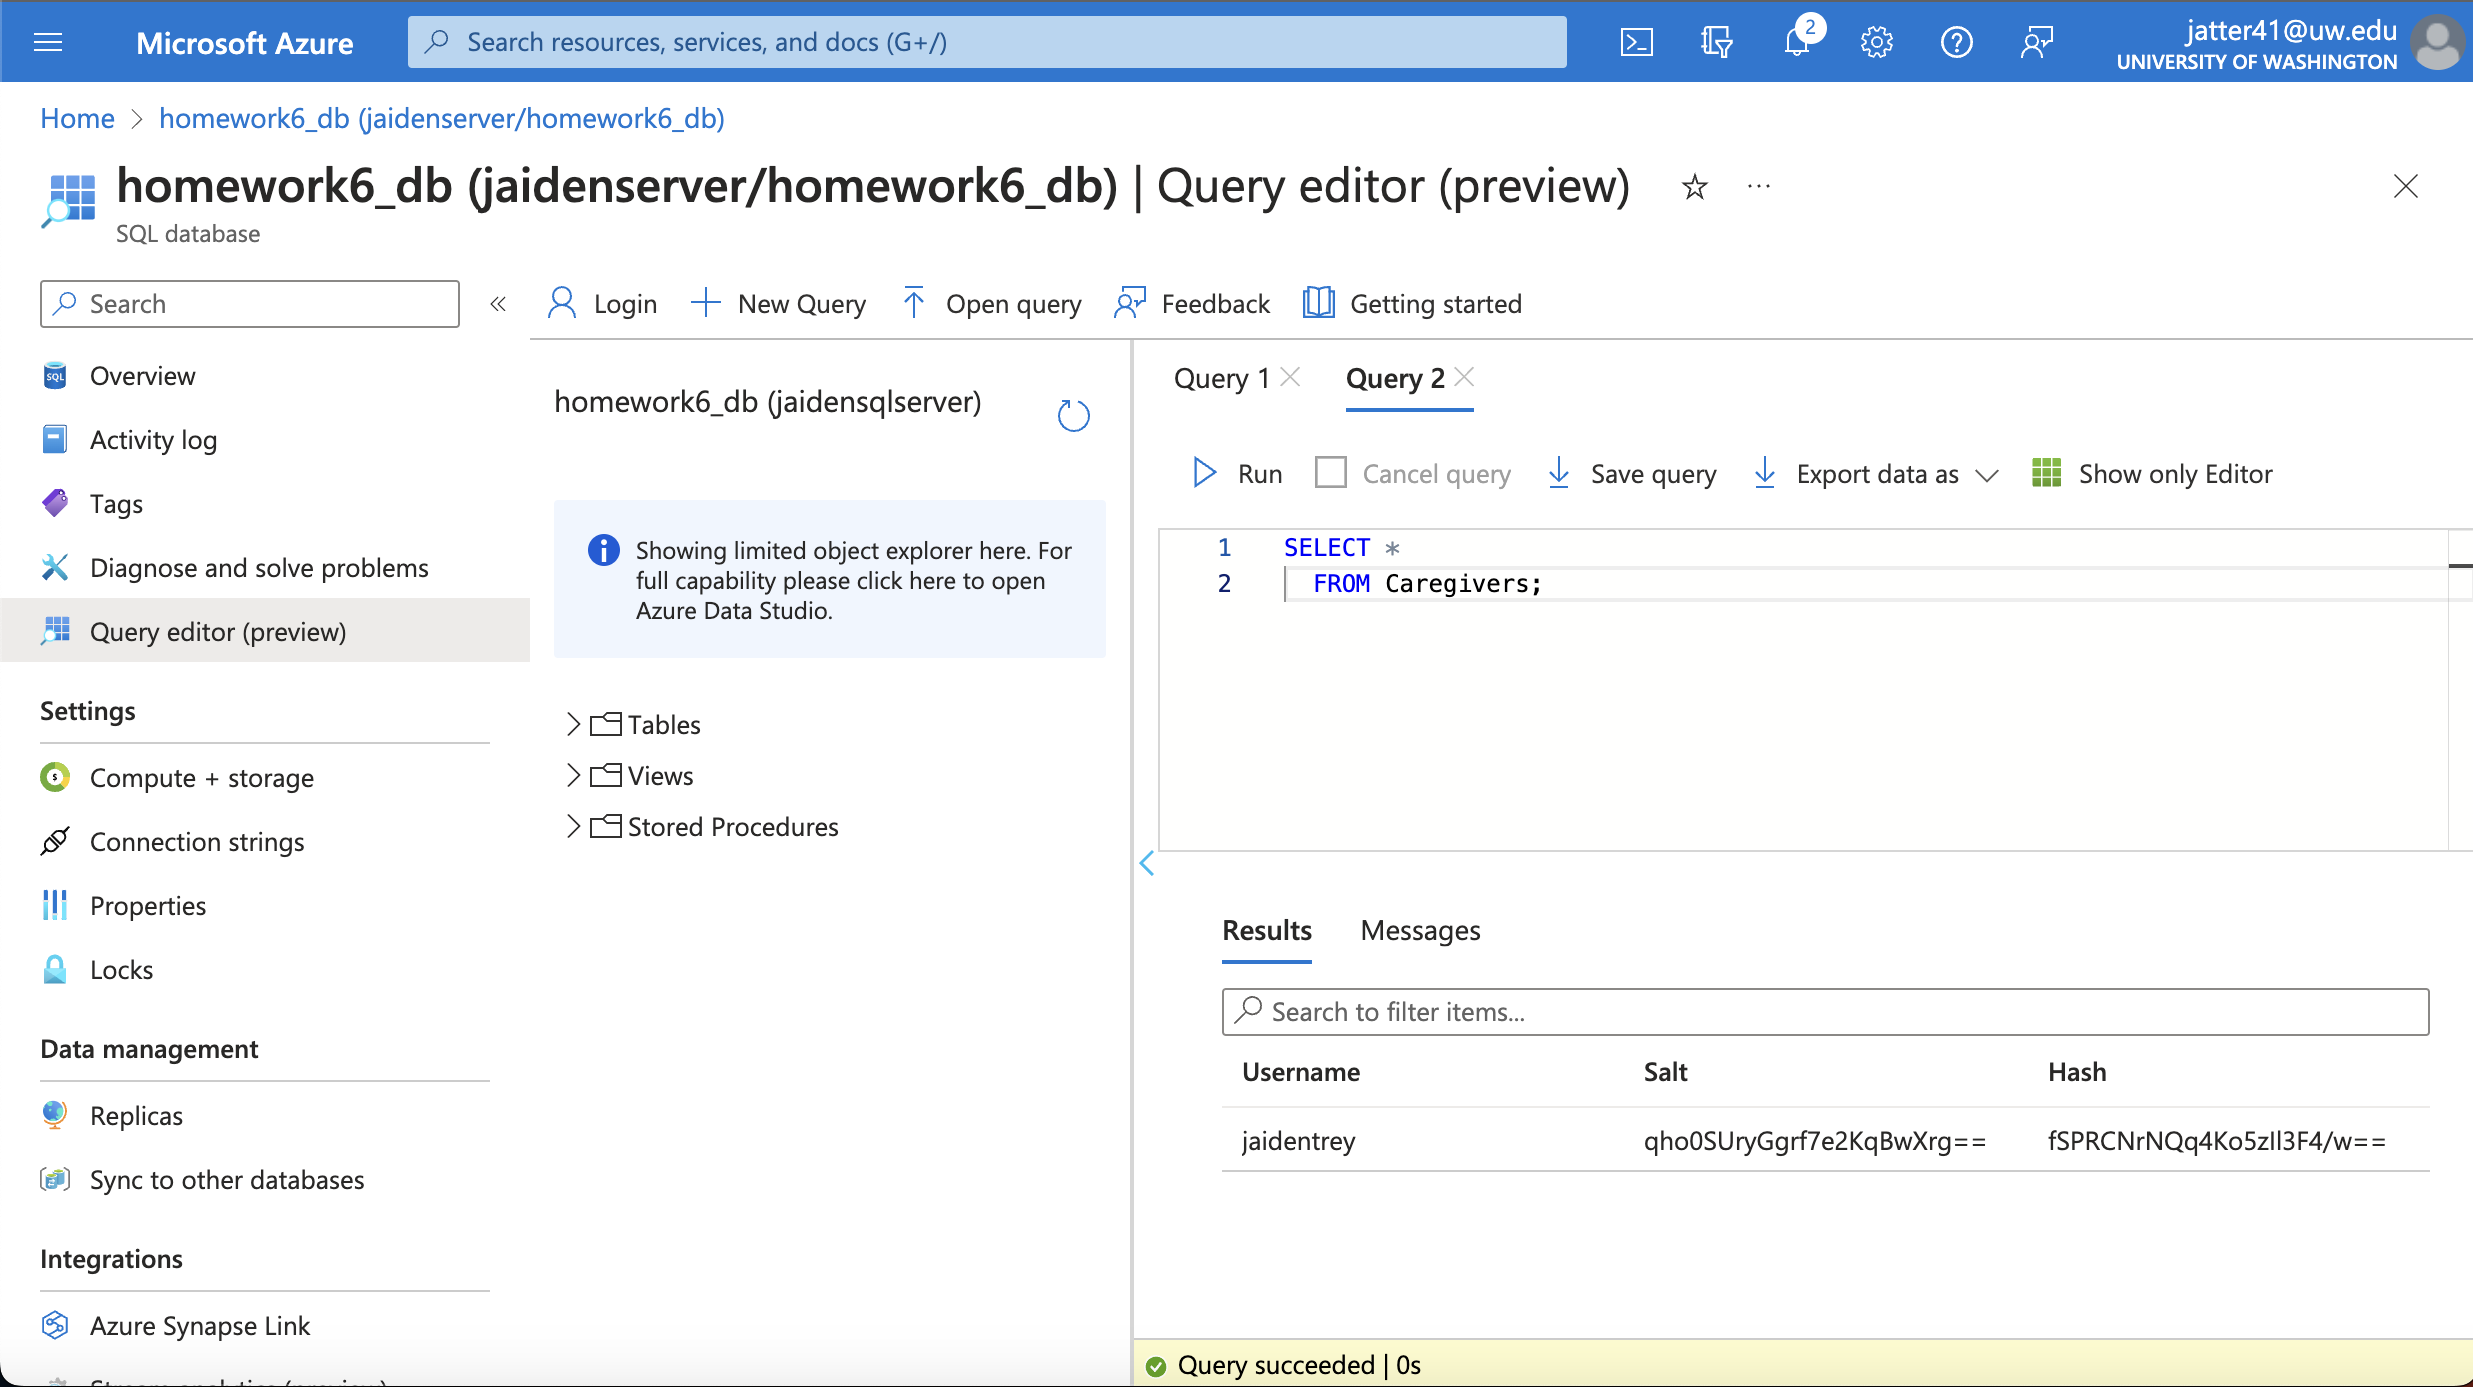 Microsoft Azure
Search resources, services, and docs (G+/)
2
jatter41@uw.edu
UNIVERSITY OF WASHINGTON
Home
homework6_db (jaidenserver/homework6_db)
homework6_db (jaidenserver/homework6_db) | Query editor (preview)
SQL database
Search
Login
New Query
Open query
Feedback
Getting started
Overview
Activity log
Tags
Diagnose and solve problems
Query editor (preview)
Settings
Compute + storage
Connection strings
Properties
Locks
Data management
Replicas
Sync to other databases
Integrations
Azure Synapse Link
Stream analytics (preview)
homework6_db (jaidensqlserver)
Showing limited object explorer here. For
full capability please click here to open
Azure Data Studio.
Tables
Views
Stored Procedures
Query 1
Query 2
Run
Cancel query
Save query
Export data as
Show only Editor
1 SELECT *
2 FROM Caregivers;
Results
Messages
Search to filter items...
Username Salt Hash
jaidentrey qho0SUryGgrf7e2KqBwXrg== fSPRCNrNQq4Ko5zIl3F4/w==
Query succeeded | 0s